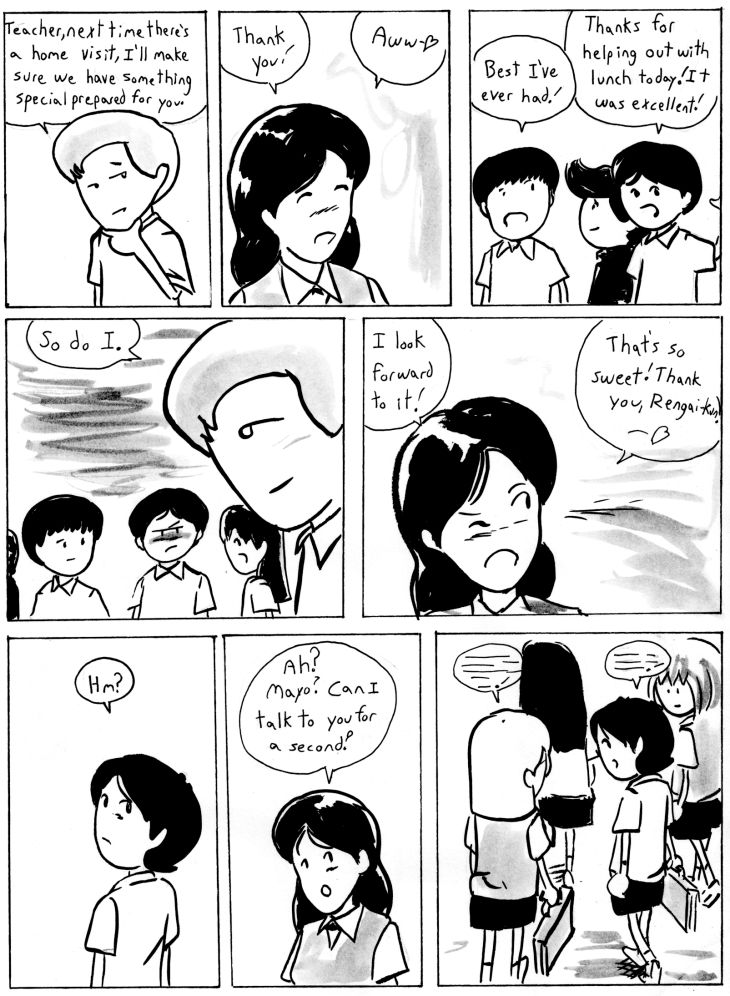 Thanks for
helping out with
lunch today! It
was excellent!
Best I've
ever had!
Aww~♡
Thank
you!
Teacher, next time there's
a home visit, I'll make
sure we have something
special prepared for you.
That's so
sweet! Thank
you, Rengai-kun!
~♡
I look
forward
to it!
So do I.
Ah?
Mayo? Can I
talk to you for
a second?
Hm?